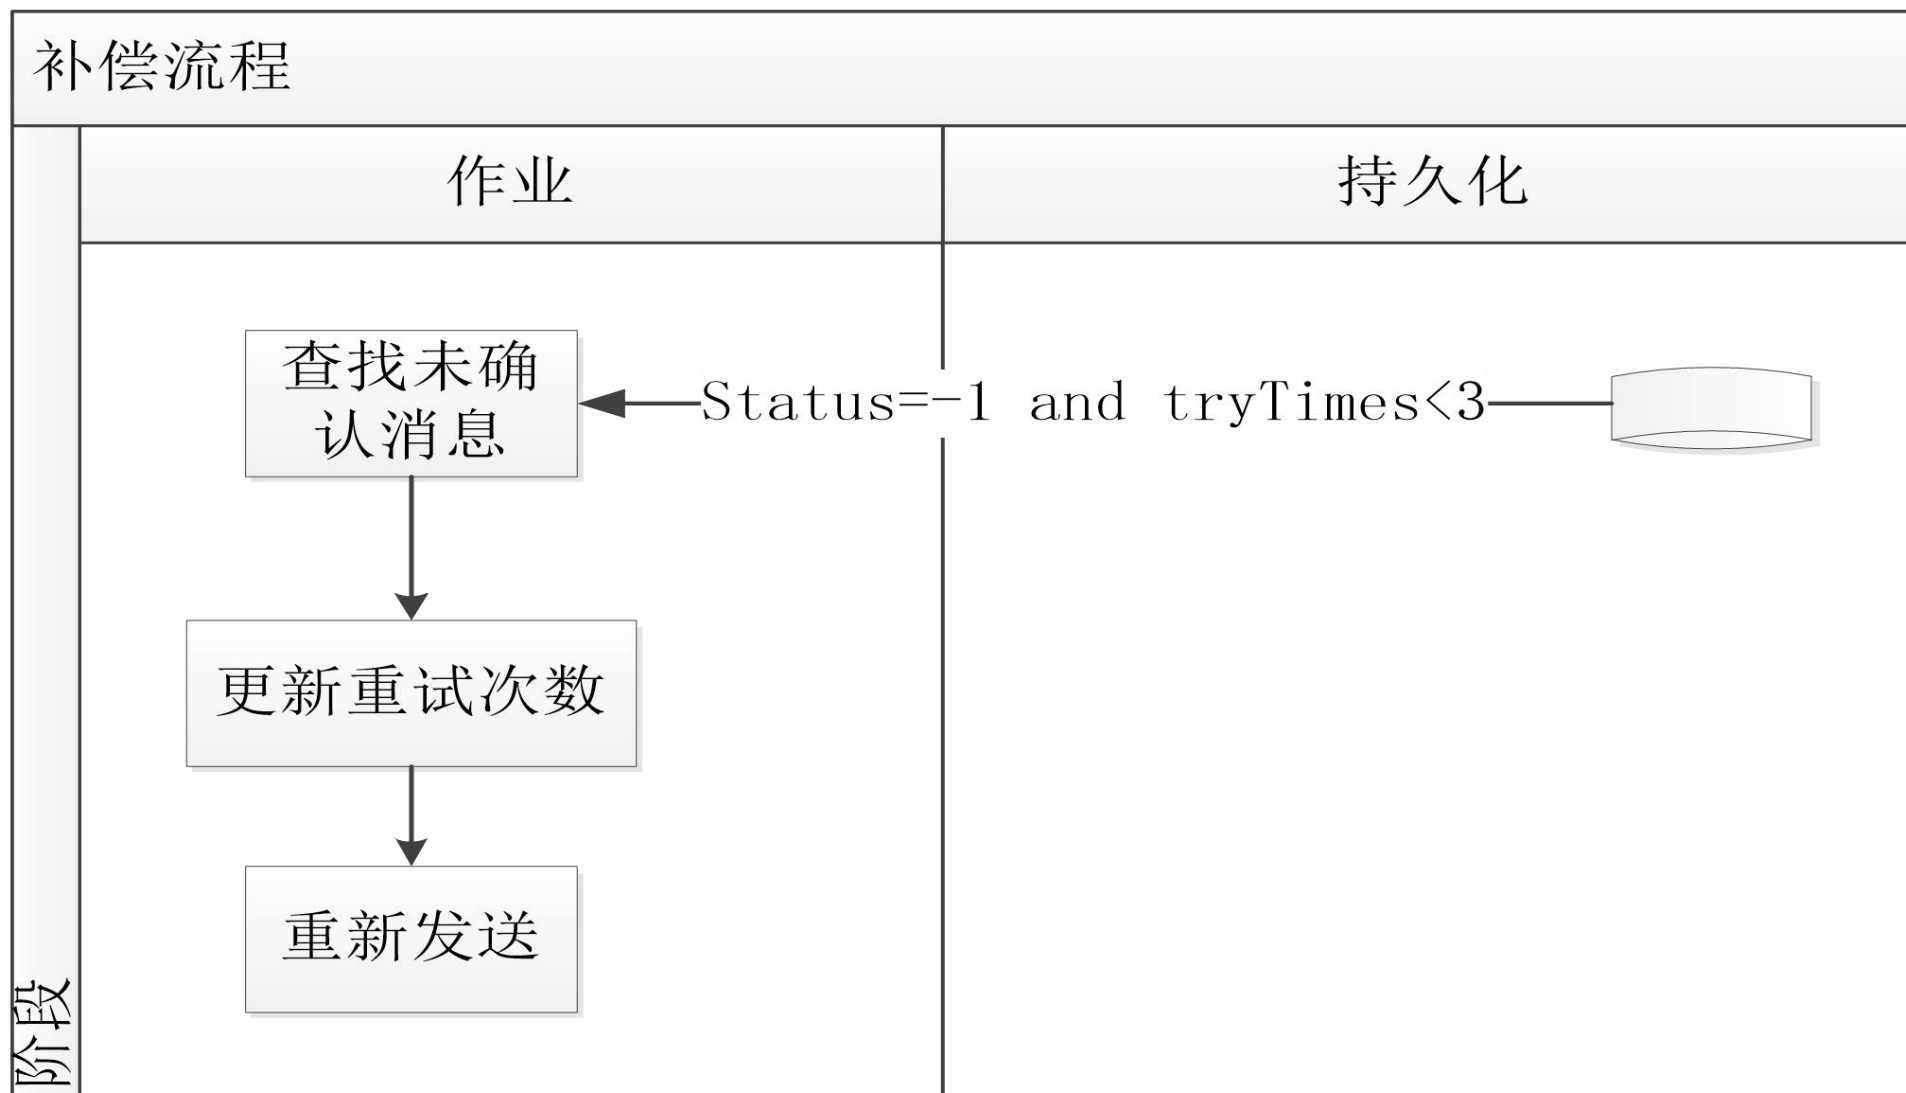 补偿流程
作业
持久化
查找未确
认消息
Status=-1 and tryTimes<3
更新重试次数
重新发送
阶段